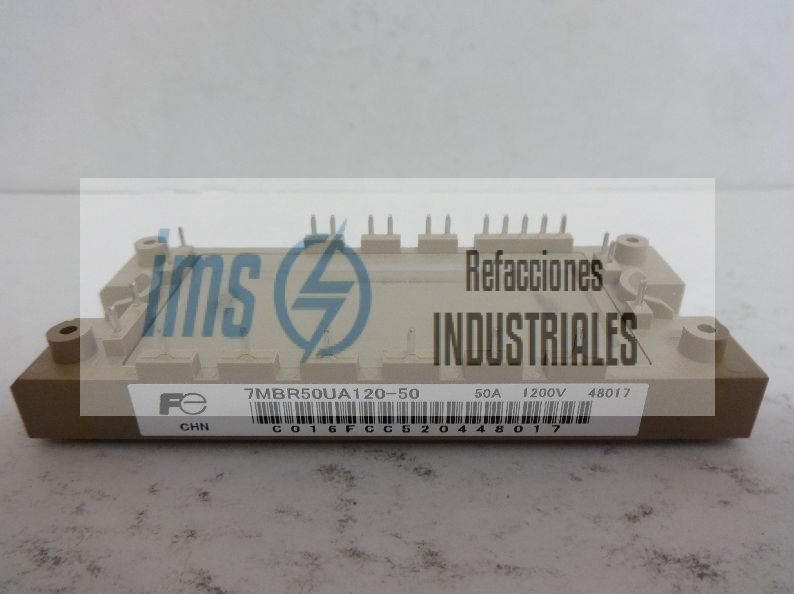 ims
Refacciones
INDUSTRIALES
Fe
7MBR50UA120-50 50A 1200V 48017
CHN
C016FCC520448017